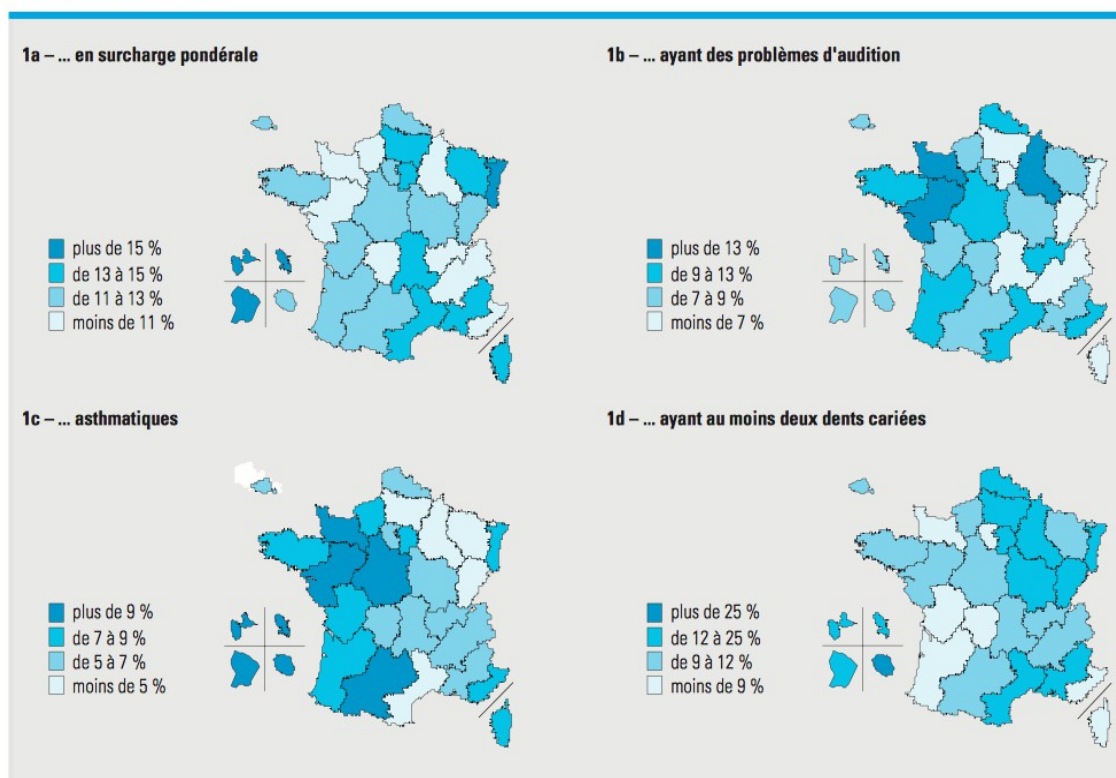 1a – ... en surcharge pondérale
plus de 15 %
de 13 à 15 %
de 11 à 13 %
moins de 11 %
1b – ... ayant des problèmes d'audition
plus de 13 %
de 9 à 13 %
de 7 à 9 %
moins de 7 %
1c – ... asthmatiques
plus de 9 %
de 7 à 9 %
de 5 à 7 %
moins de 5 %
1d – ... ayant au moins deux dents cariées
plus de 25 %
de 12 à 25 %
de 9 à 12 %
moins de 9 %